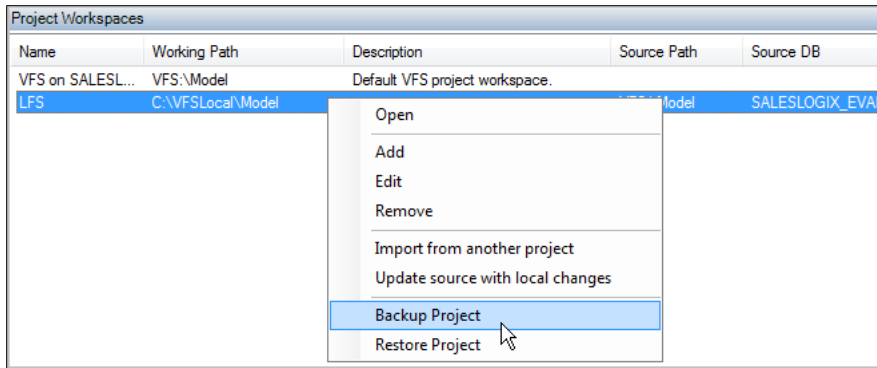 Project Workspaces
Name Working Path Description Source Path Source DB
VFS on SALESL... VFS:\Model Default VFS project workspace.
LFS C:\VFSLocal\Model Model SALESLOGIX_EVA
Open
Add
Edit
Remove
Import from another project
Update source with local changes
Backup Project
Restore Project